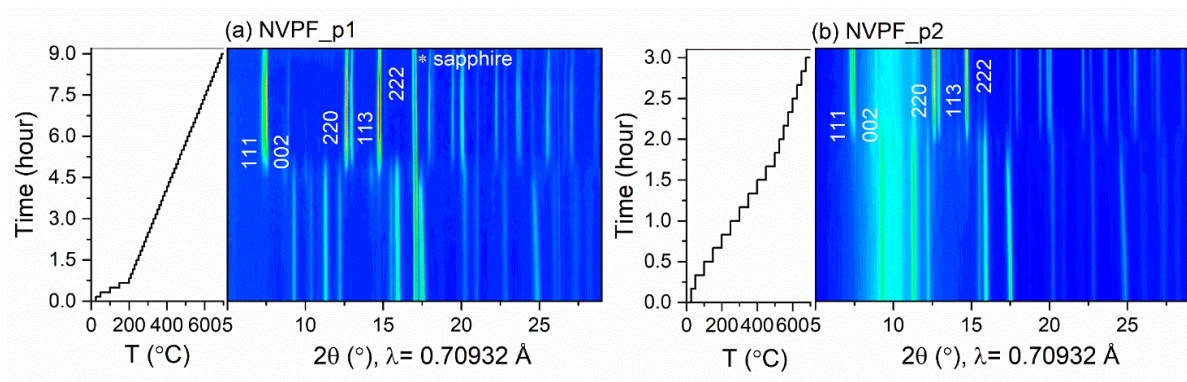 (a) NVPF_p1
9.0
7.5
6.0
4.5
3.0
1.5
0.0
Time (hour)
0 200 400 600
T (°C)
* sapphire
111
002
220
113
222
5 10 15 20 25
2θ (°), λ= 0.70932 Å
(b) NVPF_p2
3.0
2.5
2.0
1.5
1.0
0.5
0.0
Time (hour)
0 200 400 600
T (°C)
111
002
220
113
222
5 10 15 20 25
2θ (°), λ= 0.70932 Å